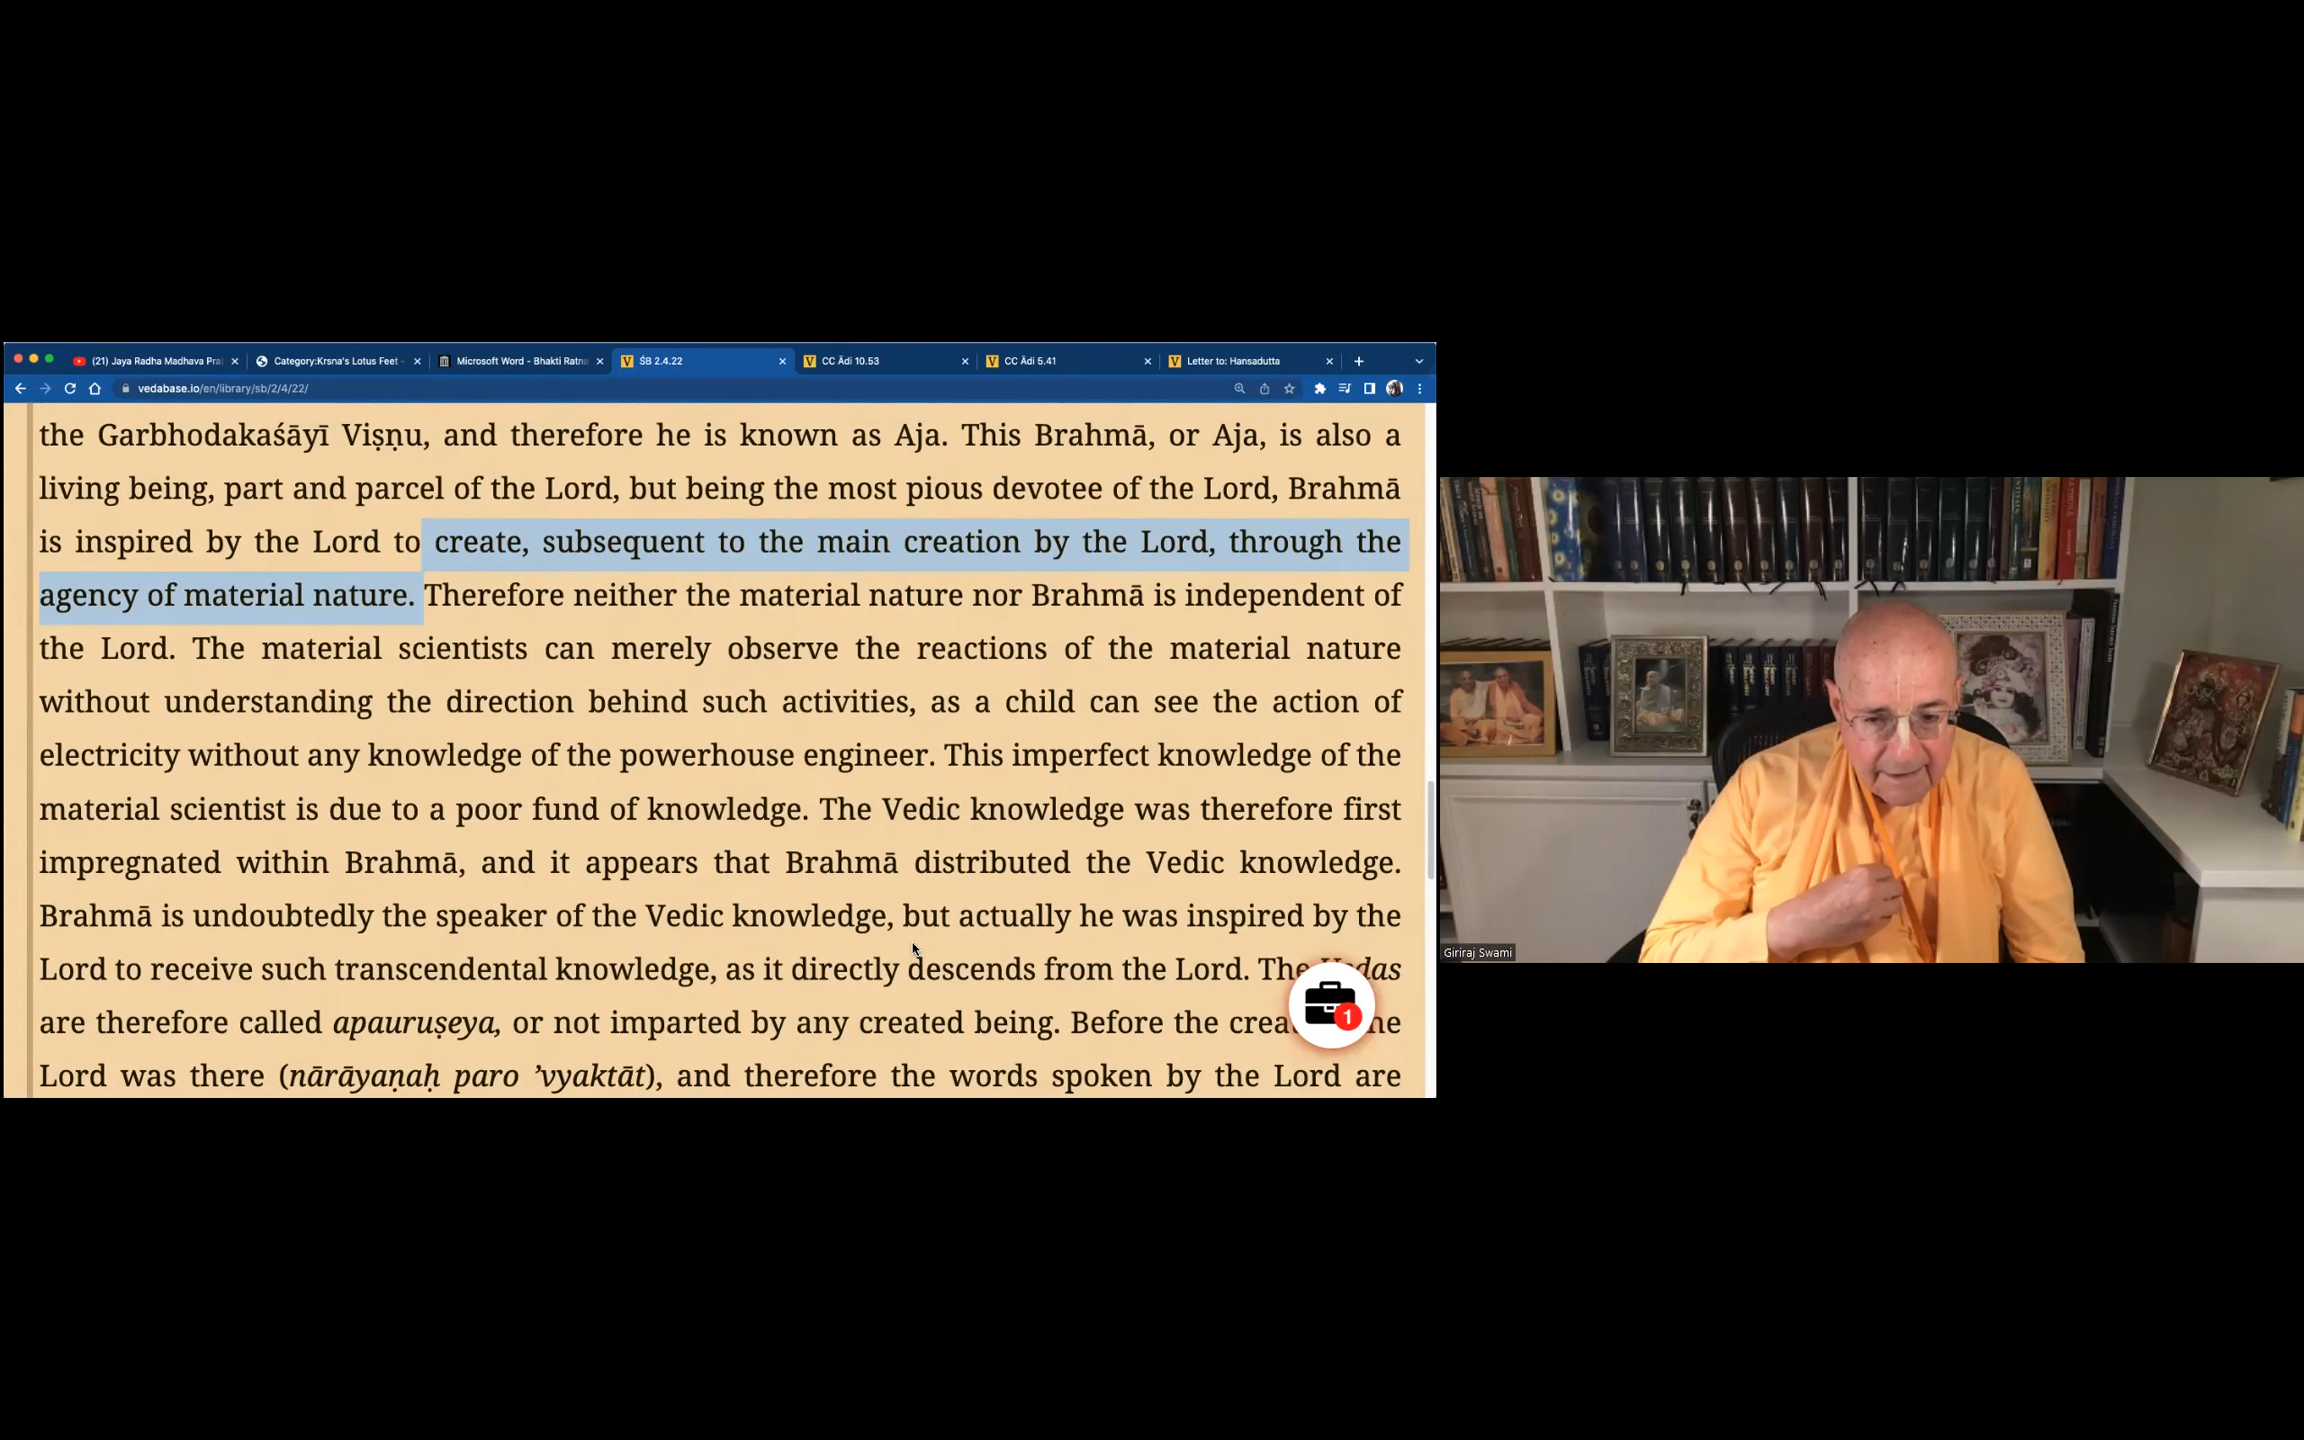 (21) Jaya Radha Madhava Pra
Category:Krsna's Lotus Feet -
Microsoft Word - Bhakti Ratna
V ŚB 2.4.22
V CC Ādi 10.53
V CC Ādi 5.41
V Letter to: Hansadutta
vedabase.io/en/library/sb/2/4/22/
the Garbhodakaśāyī Viṣṇu, and therefore he is known as Aja. This Brahmā, or Aja, is also a
living being, part and parcel of the Lord, but being the most pious devotee of the Lord, Brahmā
is inspired by the Lord to create, subsequent to the main creation by the Lord, through the
agency of material nature. Therefore neither the material nature nor Brahmā is independent of
the Lord. The material scientists can merely observe the reactions of the material nature
without understanding the direction behind such activities, as a child can see the action of
electricity without any knowledge of the powerhouse engineer. This imperfect knowledge of the
material scientist is due to a poor fund of knowledge. The Vedic knowledge was therefore first
impregnated within Brahmā, and it appears that Brahmā distributed the Vedic knowledge.
Brahmā is undoubtedly the speaker of the Vedic knowledge, but actually he was inspired by the
Lord to receive such transcendental knowledge, as it directly descends from the Lord. The Vedas
are therefore called apauruṣeya, or not imparted by any created being. Before the crea he
Lord was there (nārāyaṇaḥ paro ’vyaktāt), and therefore the words spoken by the Lord are
1
Giriraj Swami